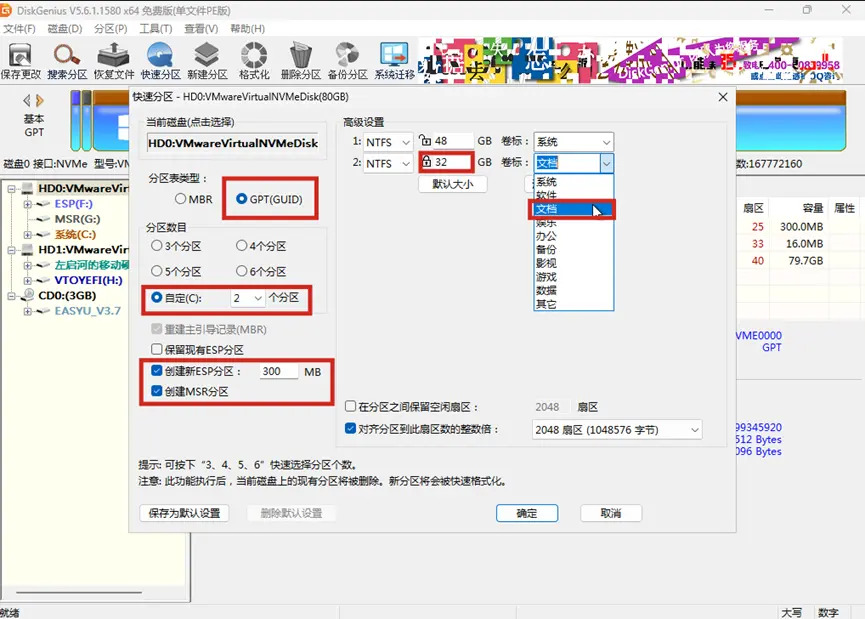 DiskGenius V5.6.1.1580 x64 免费版(单文件PE版)
文件(F) 磁盘(D) 分区(P) 工具(T) 查看(V) 帮助(H)
保存更改 搜索分区 恢复文件 快速分区 新建分区 格式化 删除分区 备份分区 系统迁移
基本
GPT
磁盘0 接口:NVMe 型号:VM
数:167772160
HD0:VMwareVir
ESP(F:)
MSR(G:)
系统(C:)
HD1:VMwareVir
左启河的移动硬
VTOYEFI(H:)
CD0:(3GB)
EASYU_V3.7
快速分区 - HD0:VMwareVirtualNVMeDisk(80GB)
当前磁盘(点击选择)
HD0:VMwareVirtualNVMeDisk
分区表类型：
MBR GPT(GUID)
分区数目
3个分区 4个分区
5个分区 6个分区
自定(C): 2 个分区
重建主引导记录(MBR)
保留现有ESP分区
创建新ESP分区： 300 MB
创建MSR分区
高级设置
1: NTFS 48 GB 卷标： 系统
2: NTFS 32 GB 卷标： 文档
默认大小
系统
软件
文档
娱乐
办公
备份
影视
游戏
数据
其它
在分区之间保留空闲扇区： 2048 扇区
对齐分区到此扇区数的整数倍： 2048 扇区 (1048576 字节)
提示: 可按下“3、4、5、6”快速选择分区个数。
注意: 此功能执行后，当前磁盘上的现有分区将被删除。新分区将会被快速格式化。
保存为默认设置 删除默认设置 确定 取消
扇区 容量 属性
25 300.0MB
33 16.0MB
40 79.7GB
VME0000
GPT
99345920
512 Bytes
096 Bytes
就绪 大写 数字